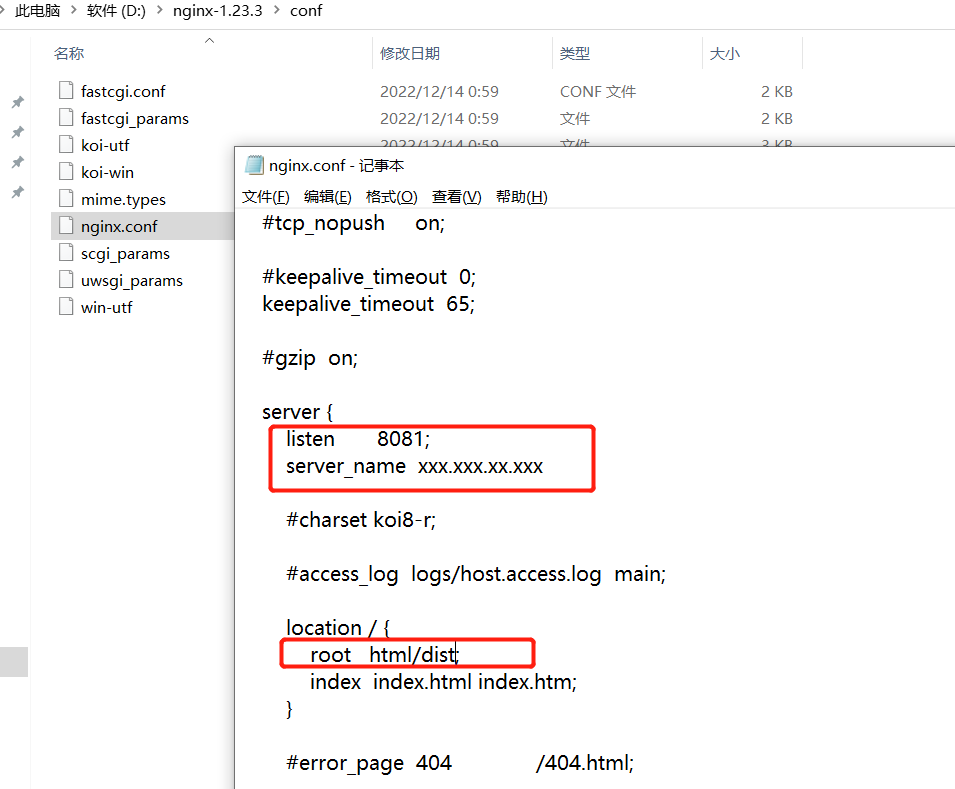 此电脑 > 软件 (D:) > nginx-1.23.3 > conf
名称 修改日期 类型 大小
fastcgi.conf 2022/12/14 0:59 CONF 文件 2 KB
fastcgi_params 2022/12/14 0:59 文件 2 KB
koi-utf 2022/12/14 0:59 文件 3 KB
koi-win
mime.types
nginx.conf
scgi_params
uwsgi_params
win-utf
nginx.conf - 记事本
文件(F) 编辑(E) 格式(O) 查看(V) 帮助(H)
#tcp_nopush on;
#keepalive_timeout 0;
keepalive_timeout 65;
#gzip on;
server {
listen 8081;
server_name xxx.xxx.xx.xxx
#charset koi8-r;
#access_log logs/host.access.log main;
location / {
root html/dist;
index index.html index.htm;
}
#error_page 404 /404.html;